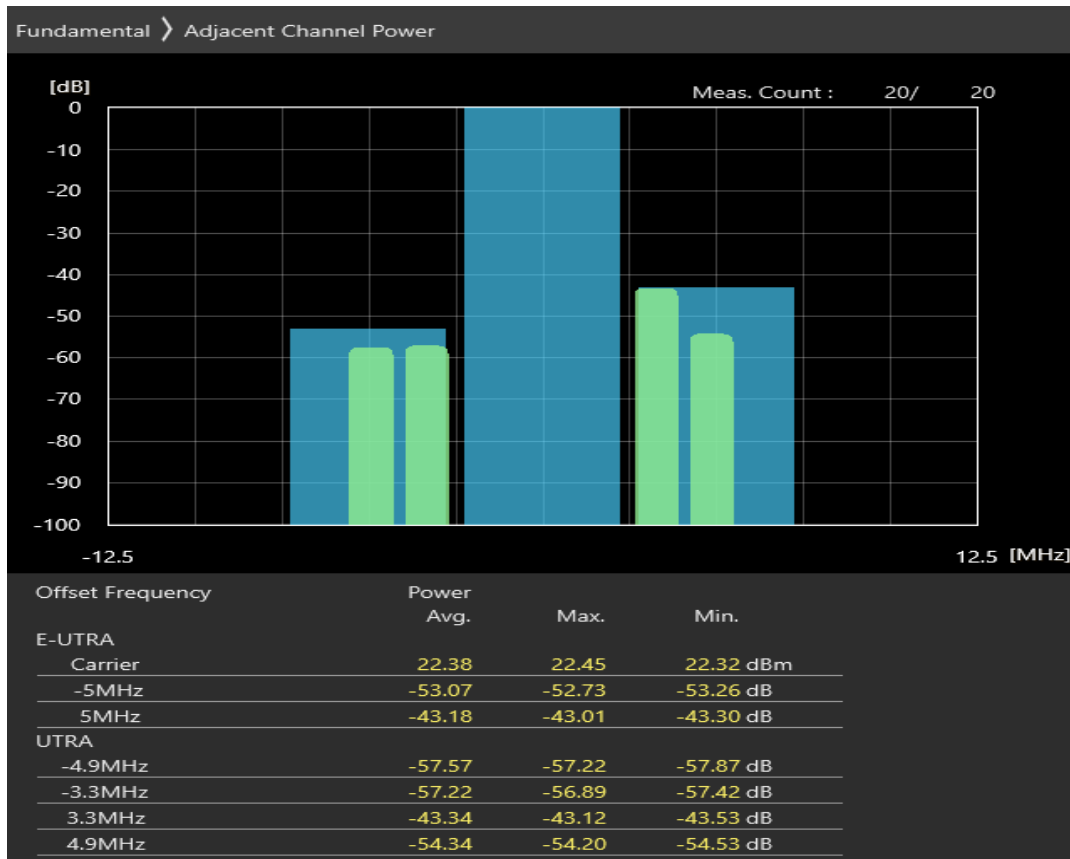 Fundamental 〉 Adjacent Channel Power
[dB]
Meas. Count : 20/ 20
0
-10
-20
-30
-40
-50
-60
-70
-80
-90
-100
-12.5 12.5 [MHz]
Offset Frequency Power
Avg. Max. Min.
E-UTRA
Carrier 22.38 22.45 22.32 dBm
-5MHz -53.07 -52.73 -53.26 dB
5MHz -43.18 -43.01 -43.30 dB
UTRA
-4.9MHz -57.57 -57.22 -57.87 dB
-3.3MHz -57.22 -56.89 -57.42 dB
3.3MHz -43.34 -43.12 -43.53 dB
4.9MHz -54.34 -54.20 -54.53 dB